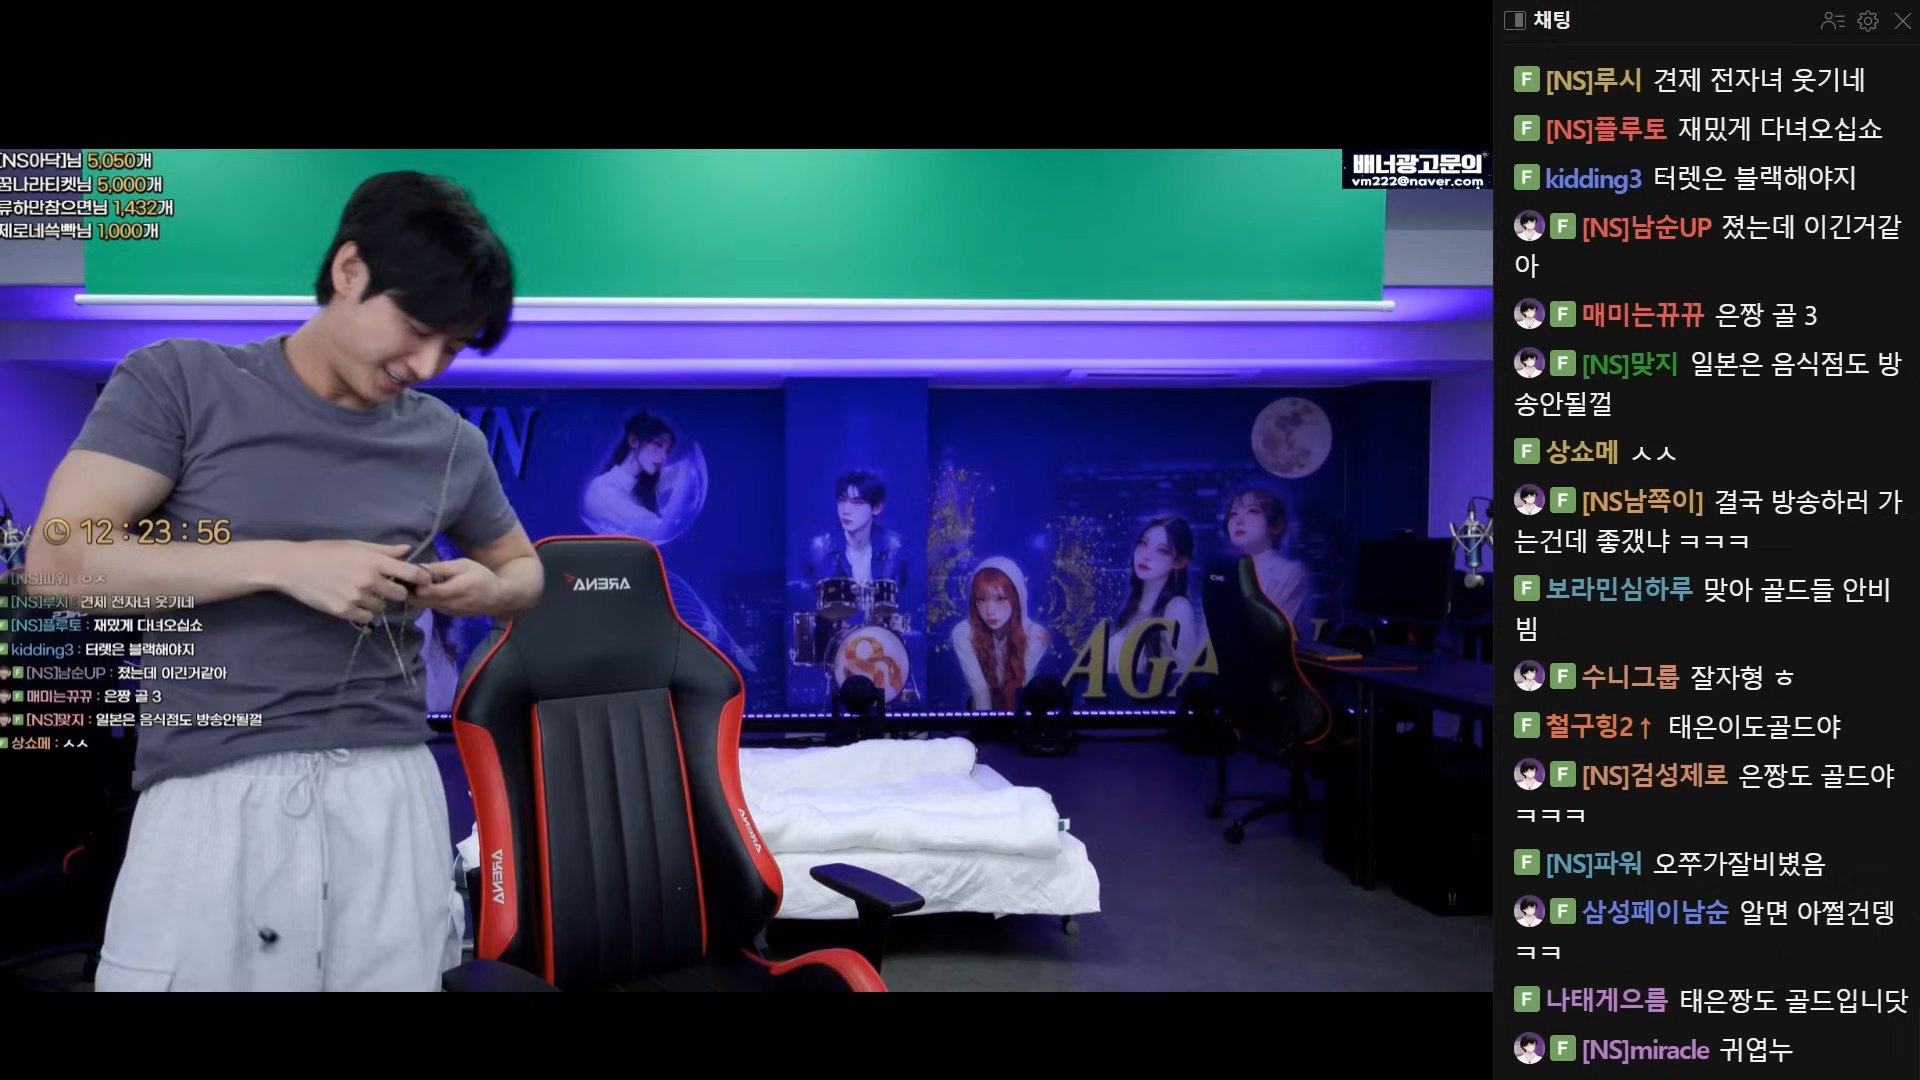 [NS아닥]님 5,050개
꿈나라티켓님 5,000개
류하만참으면님 1,432개
제로네쓱빡님 1,000개
배너광고문의
vm222@naver.com
ARENA
ARENA
ARENA
AGA
12 : 23 : 56
[NS]파워 : ㅇㅈ
[NS]루시 : 견제 전자녀 웃기네
[NS]플루토 : 재밌게 다녀오십쇼
kidding3 : 터렛은 블랙해야지
F [NS]남순UP : 졌는데 이긴거같아
F 매미는뀨뀨 : 은짱 골 3
F [NS]맞지 : 일본은 음식점도 방송안될껄
상쇼메 : ㅅㅅ
채팅
F [NS]루시 견제 전자녀 웃기네
F [NS]플루토 재밌게 다녀오십쇼
F kidding3 터렛은 블랙해야지
F [NS]남순UP 졌는데 이긴거같
아
F 매미는뀨뀨 은짱 골 3
F [NS]맞지 일본은 음식점도 방
송안될껄
F 상쇼메 ㅅㅅ
F [NS남쪽이] 결국 방송하러 가
는건데 좋갰냐 ㅋㅋㅋ
F 보라민심하루 맞아 골드들 안비
빔
F 수니그룹 잘자형 ㅎ
F 철구힝2↑ 태은이도골드야
F [NS]검성제로 은짱도 골드야
ㅋㅋㅋ
F [NS]파워 오쭈가잘비볐음
F 삼성페이남순 알면 아쩔건뎅
ㅋㅋ
F 나태게으름 태은짱도 골드입니닷
F [NS]miracle 귀엽누